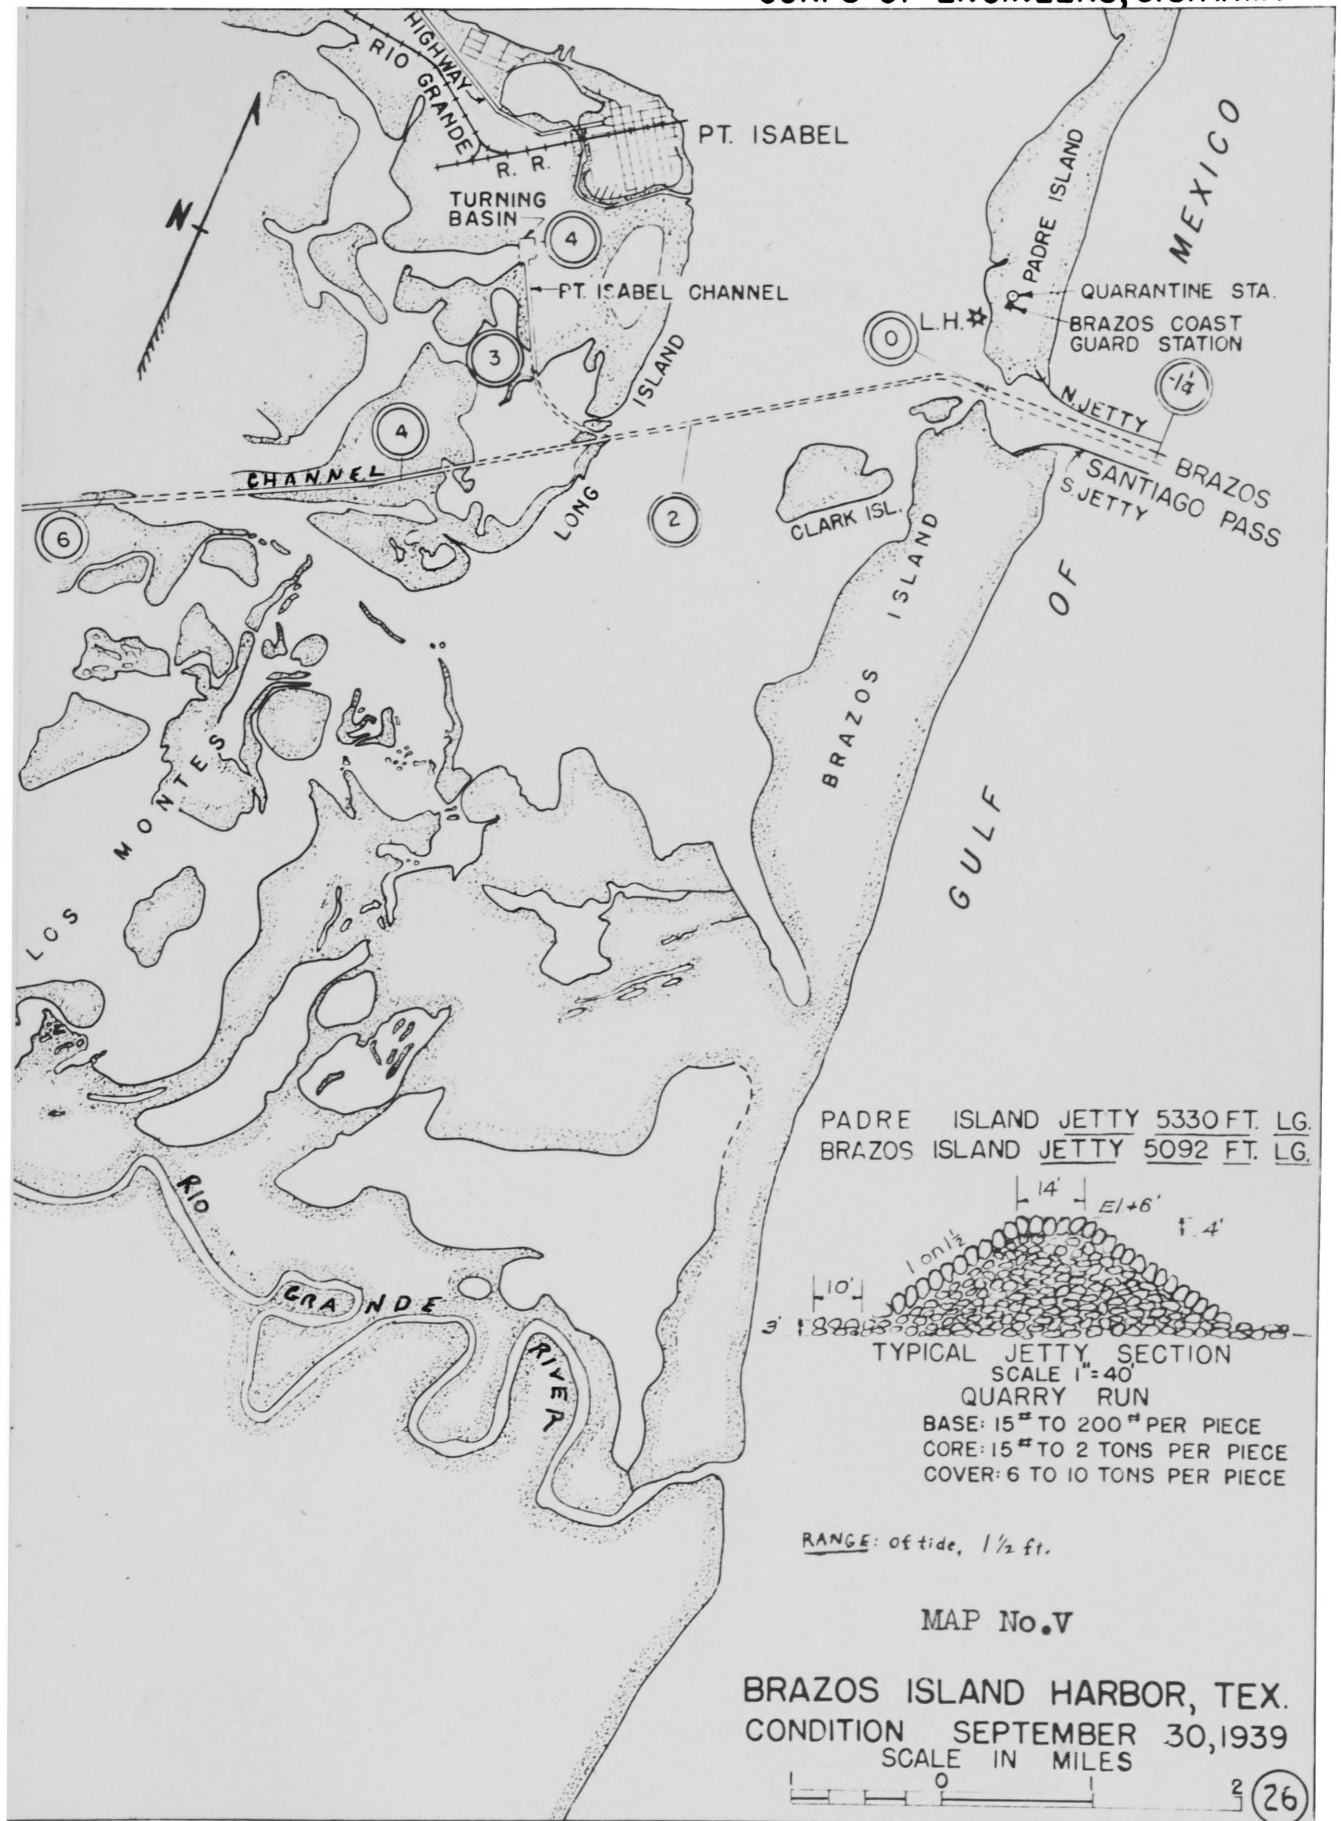 CORPS OF ENGINEERS, U.S. ARMY
HIGHWAY
RIO GRANDE
R. R.
PT. ISABEL
TURNING
BASIN
4
PT. ISABEL CHANNEL
3
4
CHANNEL
6
LONG ISLAND
2
N
PADRE ISLAND
QUARANTINE STA.
BRAZOS COAST
GUARD STATION
L.H.
0
-1¼
N. JETTY
BRAZOS
SANTIAGO PASS
S. JETTY
CLARK ISL.
BRAZOS ISLAND
GULF OF MEXICO
LOS MONTES
RIO GRANDE RIVER
PADRE ISLAND JETTY 5330 FT. LG.
BRAZOS ISLAND JETTY 5092 FT. LG.
14'
El +6'
4'
1 on 1½
10'
3'
TYPICAL JETTY SECTION
SCALE 1"=40'
QUARRY RUN
BASE: 15# TO 200# PER PIECE
CORE: 15# TO 2 TONS PER PIECE
COVER: 6 TO 10 TONS PER PIECE
RANGE: of tide, 1½ ft.
MAP No.V
BRAZOS ISLAND HARBOR, TEX.
CONDITION SEPTEMBER 30,1939
SCALE IN MILES
1 0 1 2
26